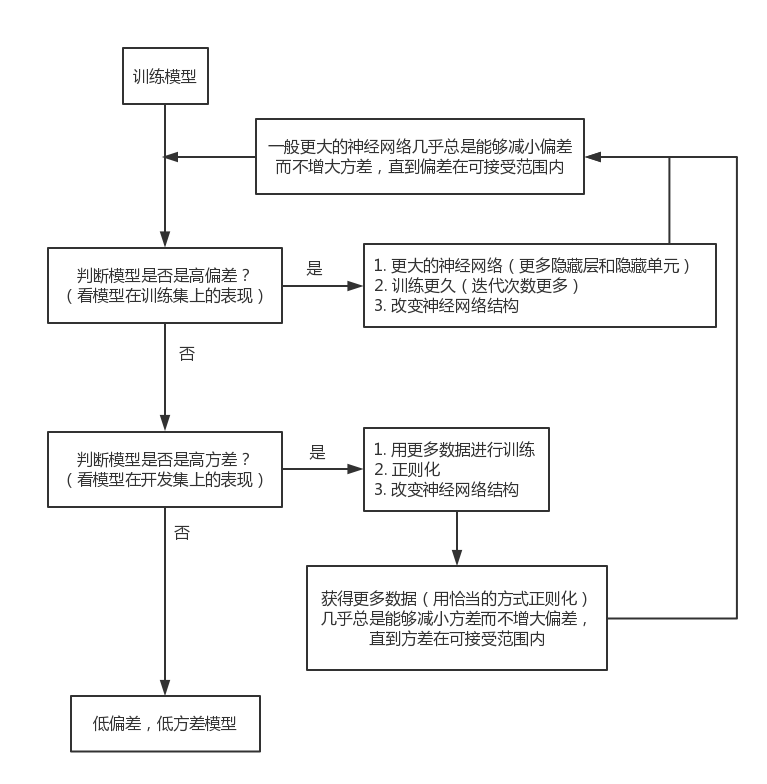 训练模型
一般更大的神经网络几乎总是能够减小偏差
而不增大方差，直到偏差在可接受范围内
判断模型是否是高偏差？
（看模型在训练集上的表现）
是
1. 更大的神经网络（更多隐藏层和隐藏单元）
2. 训练更久（迭代次数更多）
3. 改变神经网络结构
否
判断模型是否是高方差？
（看模型在开发集上的表现）
是
1. 用更多数据进行训练
2. 正则化
3. 改变神经网络结构
否
获得更多数据（用恰当的方式正则化）
几乎总是能够减小方差而不增大偏差，
直到方差在可接受范围内
低偏差，低方差模型